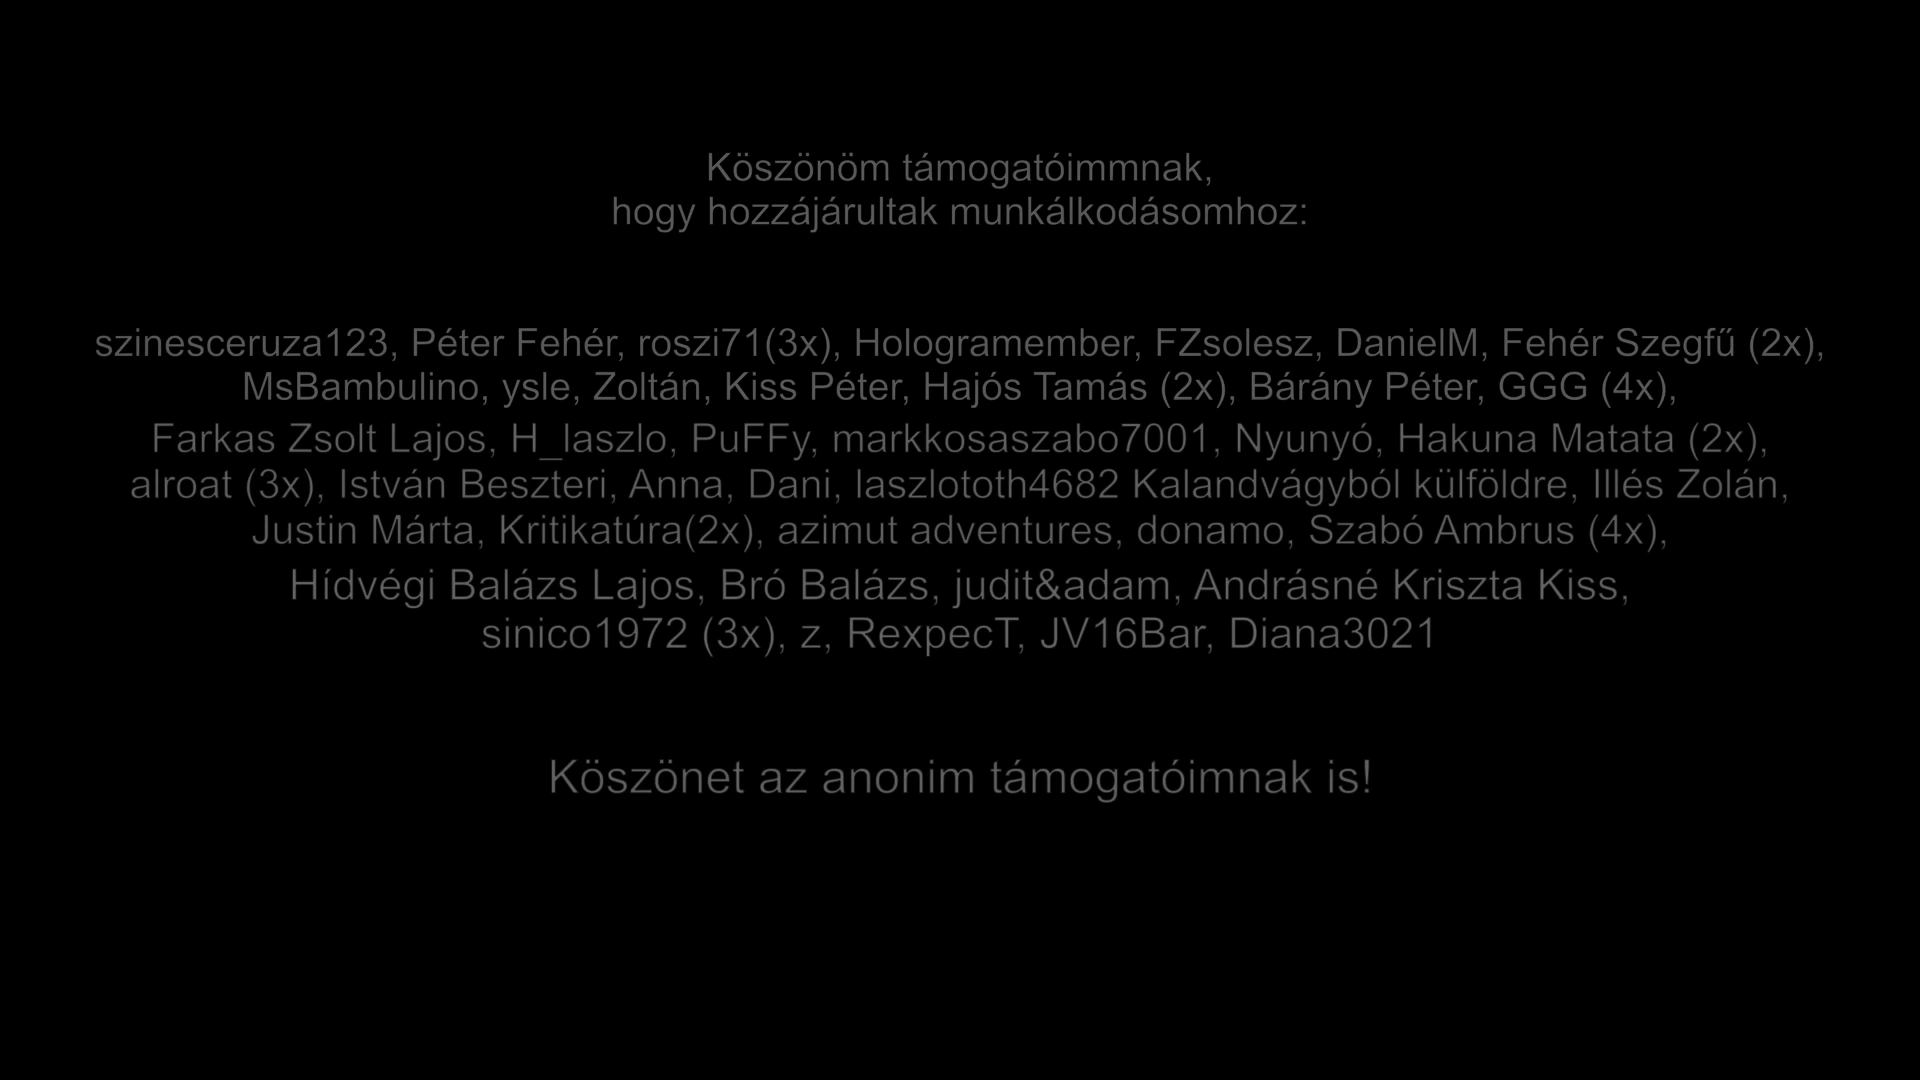 Köszönöm támogatóimmnak,
hogy hozzájárultak munkálkodásomhoz:
szinesceruza123, Péter Fehér, roszi71(3x), Hologramember, FZsolesz, DanielM, Fehér Szegfű (2x),
MsBambulino, ysle, Zoltán, Kiss Péter, Hajós Tamás (2x), Bárány Péter, GGG (4x),
Farkas Zsolt Lajos, H_laszlo, PuFFy, markkosaszabo7001, Nyunyó, Hakuna Matata (2x),
alroat (3x), István Beszteri, Anna, Dani, laszlototh4682 Kalandvágyból külföldre, Illés Zolán,
Justin Márta, Kritikatúra(2x), azimut adventures, donamo, Szabó Ambrus (4x),
Hídvégi Balázs Lajos, Bró Balázs, judit&adam, Andrásné Kriszta Kiss,
sinico1972 (3x), z, RexpecT, JV16Bar, Diana3021
Köszönet az anonim támogatóimnak is!